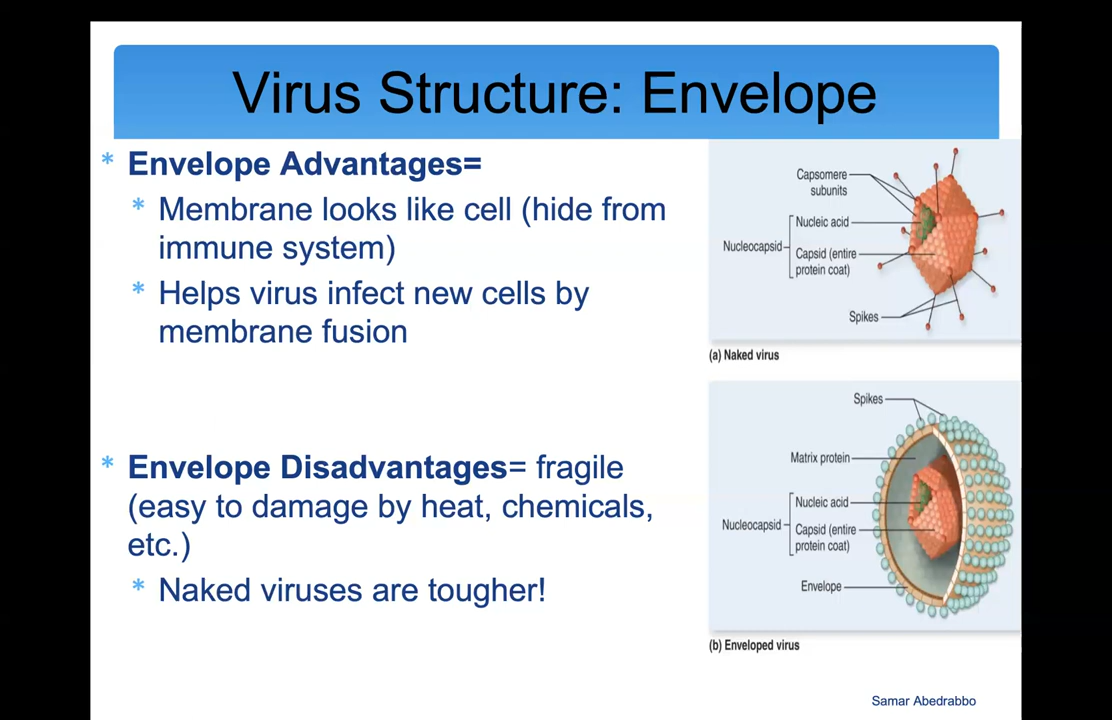 Virus Structure: Envelope
* Envelope Advantages=
* Membrane looks like cell (hide from
immune system)
* Helps virus infect new cells by
membrane fusion
* Envelope Disadvantages= fragile
(easy to damage by heat, chemicals,
etc.)
* Naked viruses are tougher!
Capsomere
subunits
Nucleic acid
Nucleocapsid
Capsid (entire
protein coat)
Spikes
(a) Naked virus
Spikes
Matrix protein
Nucleic acid
Nucleocapsid
Capsid (entire
protein coat)
Envelope
(b) Enveloped virus
Samar Abedrabbo